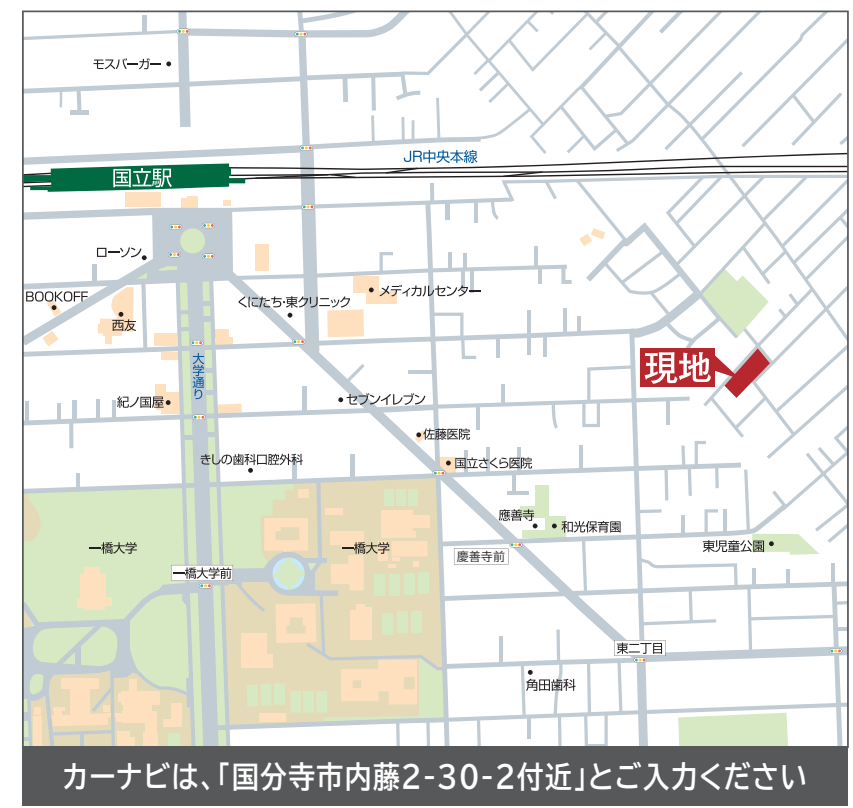 モスバーガー
JR中央本線
国立駅
ローソン
BOOKOFF
西友
くにたち・東クリニック
メディカルセンター
大学通り
現地
紀ノ国屋
セブンイレブン
佐藤医院
きしの歯科口腔外科
国立さくら医院
應善寺
和光保育園
一橋大学
一橋大学
慶善寺前
東児童公園
一橋大学前
東二丁目
角田歯科
カーナビは、「国分寺市内藤2-30-2付近」とご入力ください